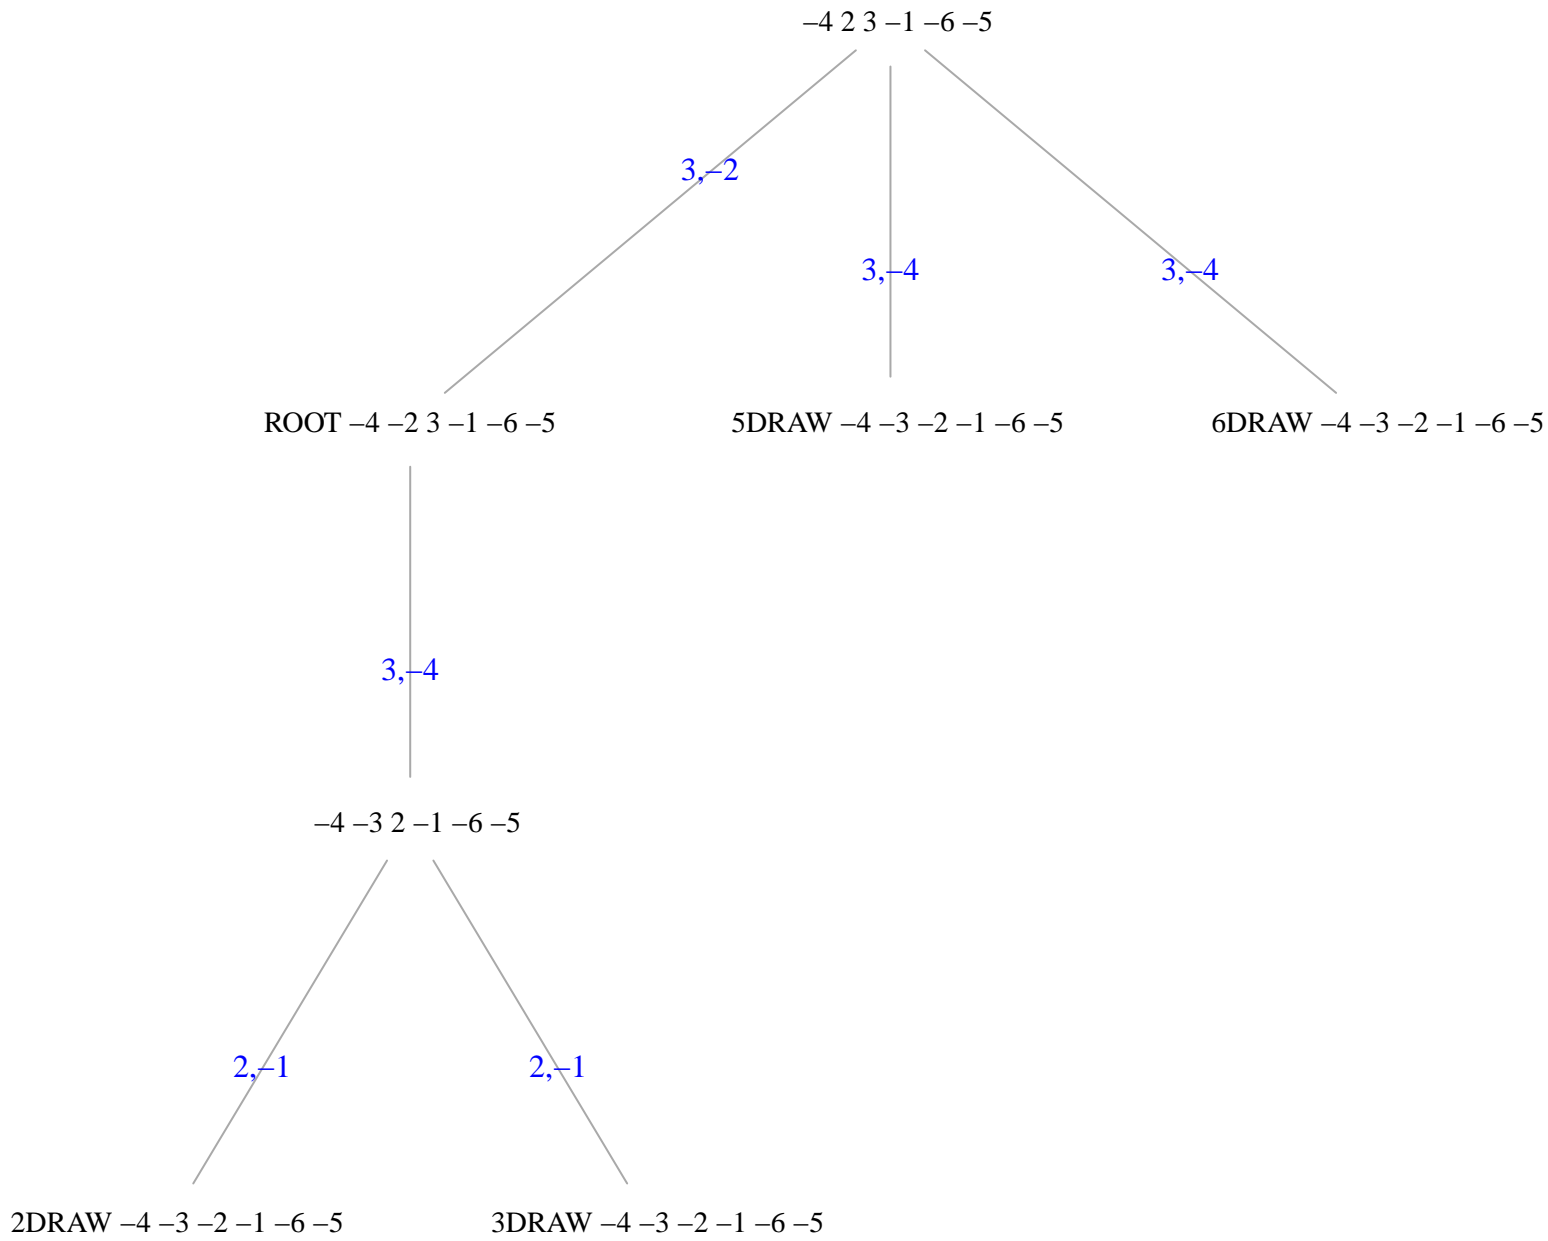 –4 2 3 –1 –6 –5
3,–2
3,–4
3,–4
ROOT –4 –2 3 –1 –6 –5
5DRAW –4 –3 –2 –1 –6 –5
6DRAW –4 –3 –2 –1 –6 –5
3,–4
–4 –3 2 –1 –6 –5
2,–1
2,–1
2DRAW –4 –3 –2 –1 –6 –5
3DRAW –4 –3 –2 –1 –6 –5